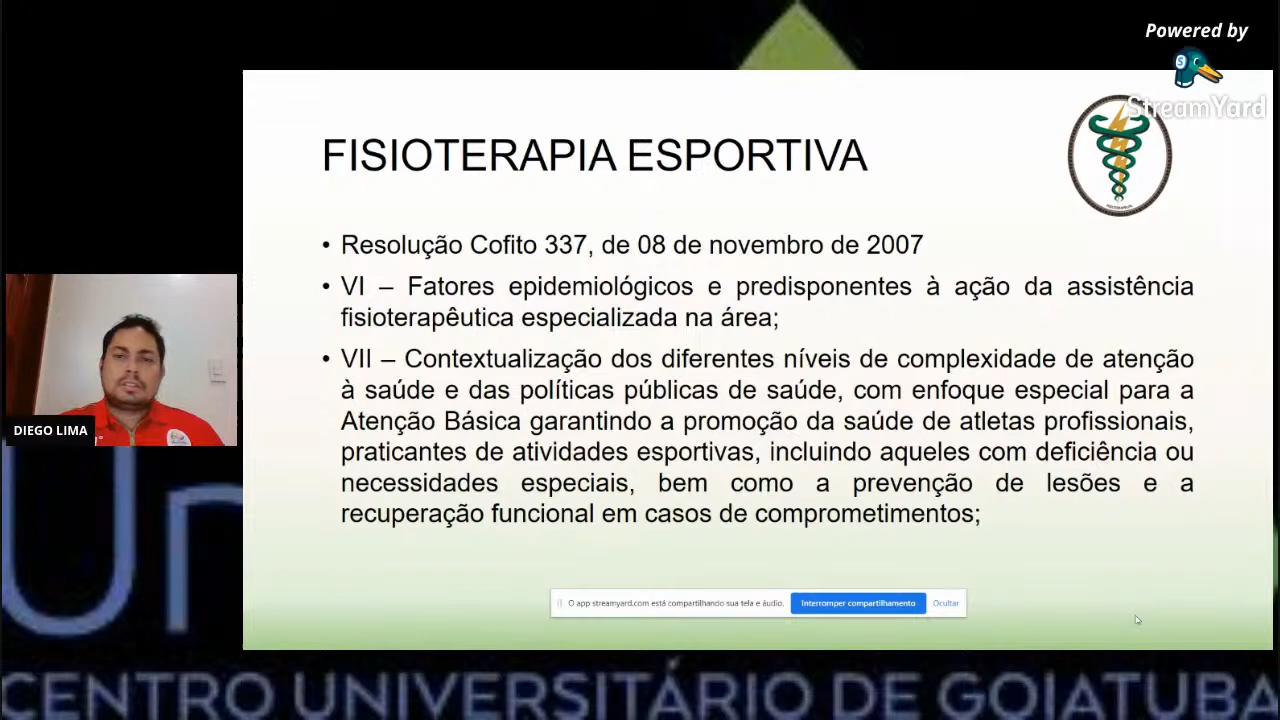 Powered by
StreamYard
FISIOTERAPIA ESPORTIVA
• Resolução Cofito 337, de 08 de novembro de 2007
• VI – Fatores epidemiológicos e predisponentes à ação da assistência
fisioterapêutica especializada na área;
• VII – Contextualização dos diferentes níveis de complexidade de atenção
à saúde e das políticas públicas de saúde, com enfoque especial para a
Atenção Básica garantindo a promoção da saúde de atletas profissionais,
praticantes de atividades esportivas, incluindo aqueles com deficiência ou
necessidades especiais, bem como a prevenção de lesões e a
recuperação funcional em casos de comprometimentos;
DIEGO LIMA
O app streamyard.com está compartilhando sua tela e áudio. Interromper compartilhamento Ocultar
Un
CENTRO UNIVERSITÁRIO DE GOIATUBA